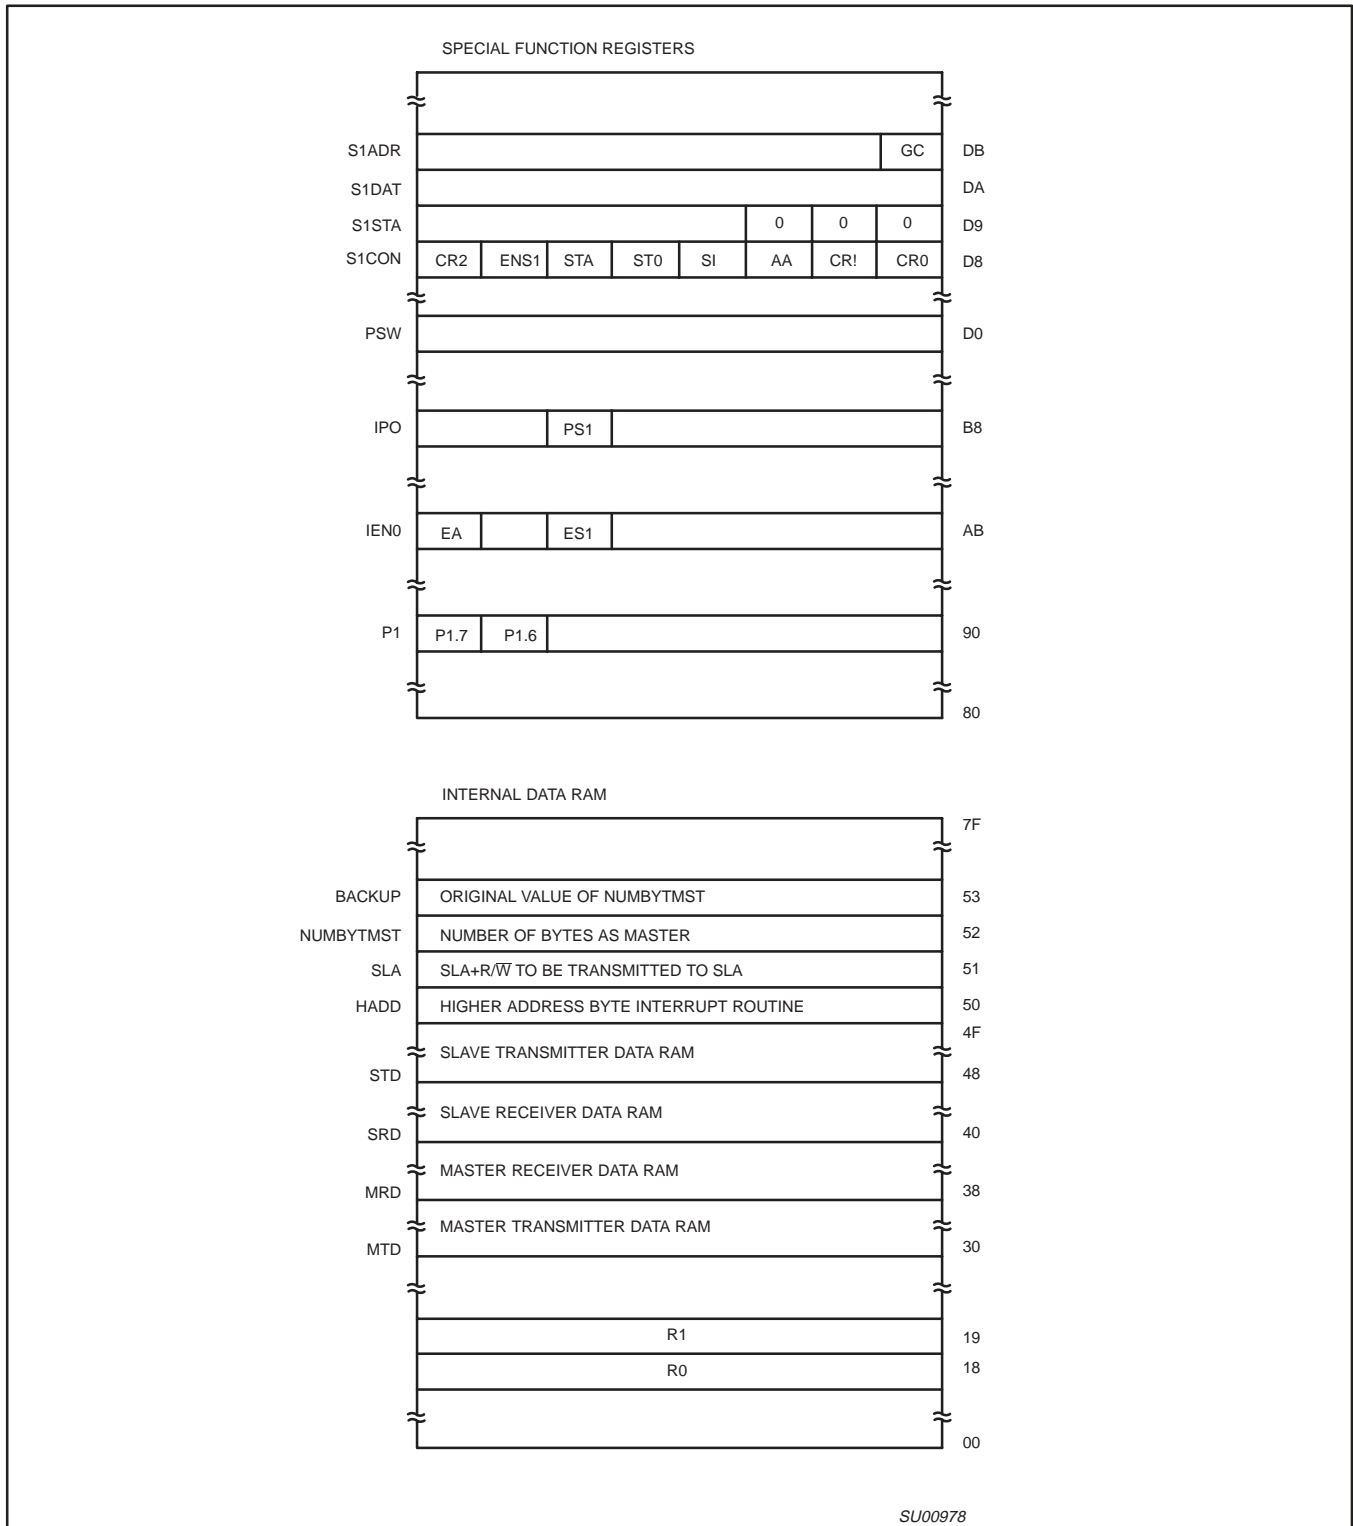 SPECIAL FUNCTION REGISTERS
S1ADR GC DB
S1DAT DA
S1STA 0 0 0 D9
S1CON CR2 ENS1 STA ST0 SI AA CR! CR0 D8
PSW D0
IPO PS1 B8
IEN0 EA ES1 AB
P1 P1.7 P1.6 90
80
INTERNAL DATA RAM
7F
BACKUP ORIGINAL VALUE OF NUMBYTMST 53
NUMBYTMST NUMBER OF BYTES AS MASTER 52
SLA SLA+R/W̅ TO BE TRANSMITTED TO SLA 51
HADD HIGHER ADDRESS BYTE INTERRUPT ROUTINE 50
4F
SLAVE TRANSMITTER DATA RAM
STD 48
SLAVE RECEIVER DATA RAM
SRD 40
MASTER RECEIVER DATA RAM
MRD 38
MASTER TRANSMITTER DATA RAM
MTD 30
R1 19
R0 18
00
SU00978